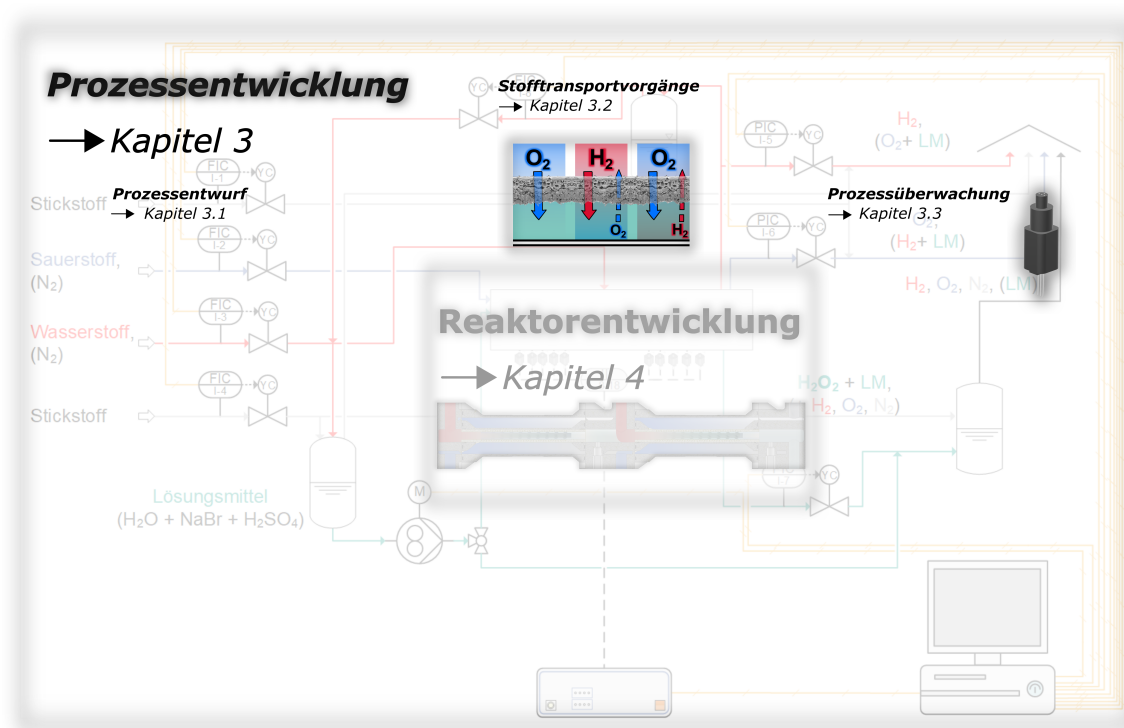 Prozessentwicklung
Kapitel 3
Stofftransportvorgänge
Kapitel 3.2
Prozessentwurf
Kapitel 3.1
Prozessüberwachung
Kapitel 3.3
O₂ H₂ O₂
O₂ H₂
Reaktorentwicklung
Kapitel 4
YC
PIC
I-5
YC
H₂,
(O₂+ LM)
FIC
I-1
YC
Stickstoff
FIC
I-2
YC
Sauerstoff,
(N₂)
PIC
I-6
YC
O₂,
(H₂+ LM)
H₂, O₂, N₂, (LM)
FIC
I-3
YC
Wasserstoff,
(N₂)
FIC
I-4
YC
Stickstoff
H₂O₂ + LM,
H₂, O₂, N₂)
FIC
I-7
YC
M
Lösungsmittel
(H₂O + NaBr + H₂SO₄)